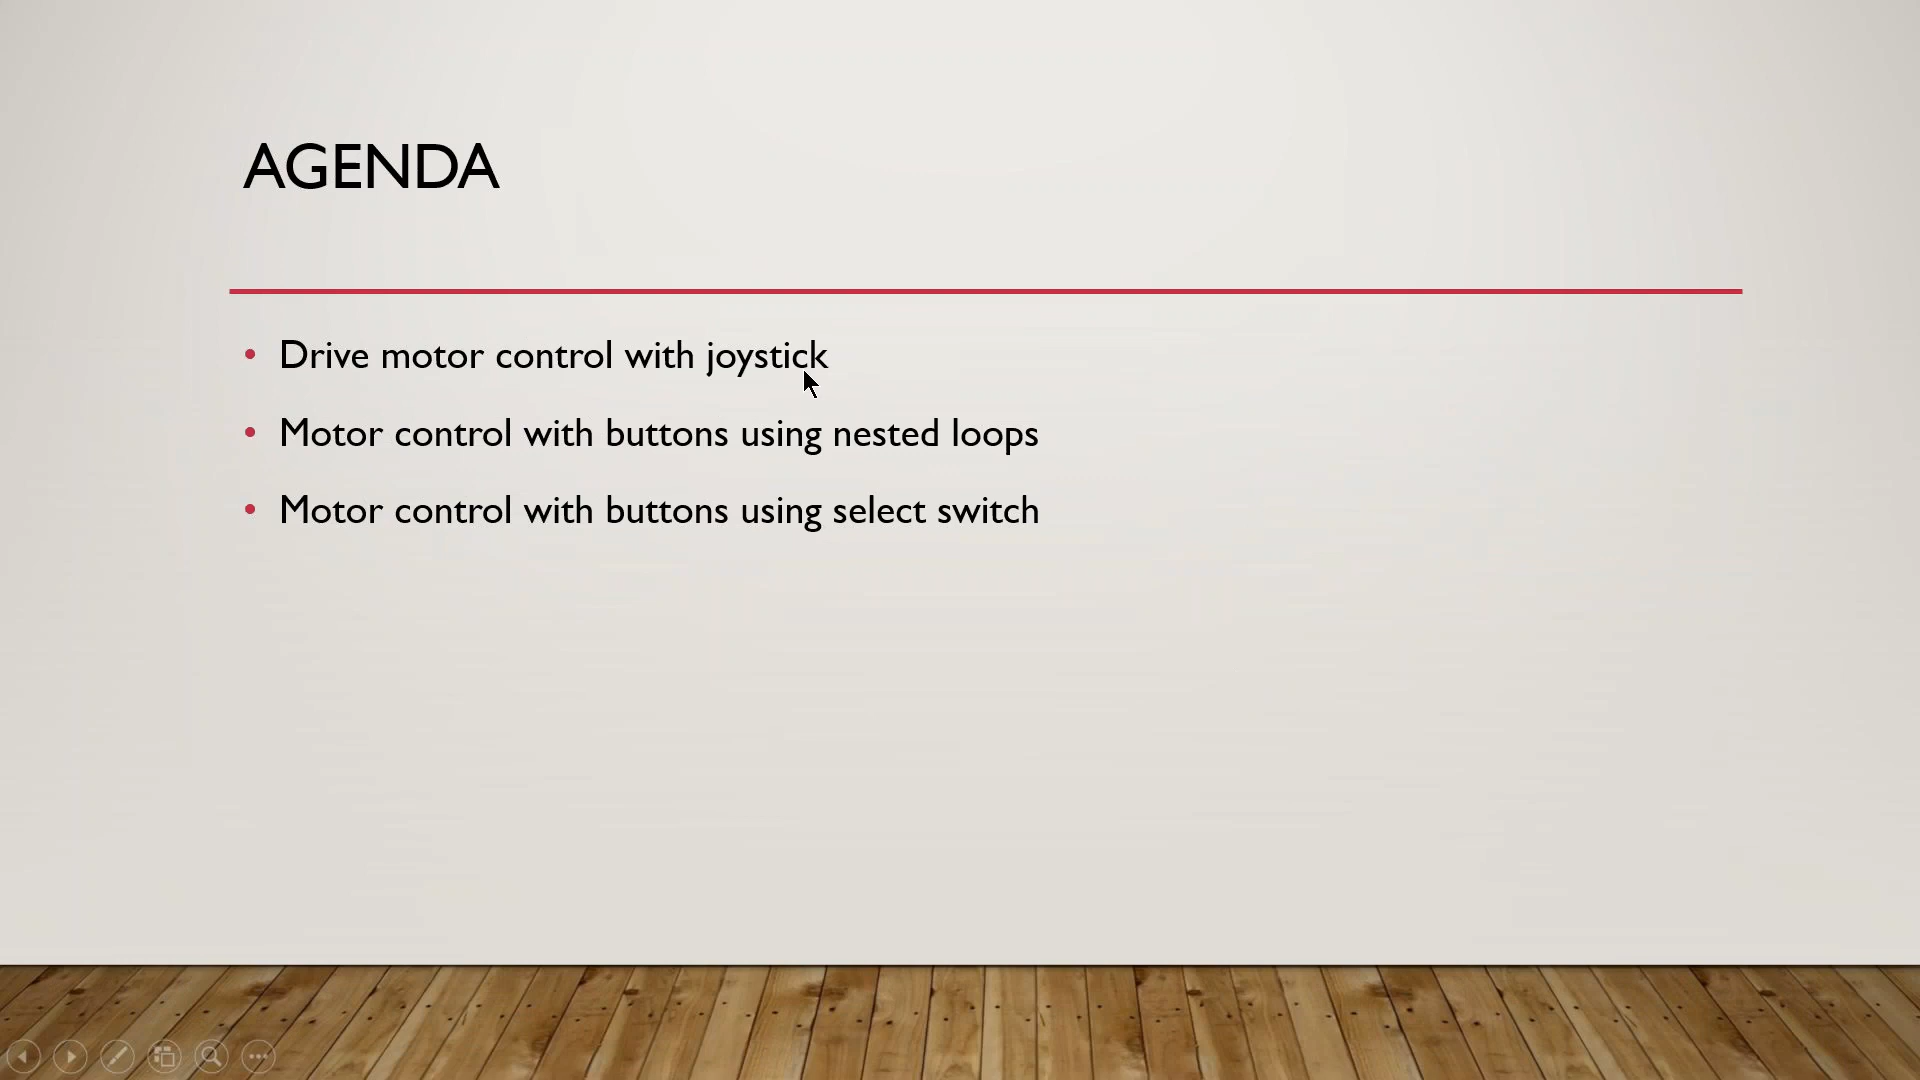 AGENDA
• Drive motor control with joystick
• Motor control with buttons using nested loops
• Motor control with buttons using select switch